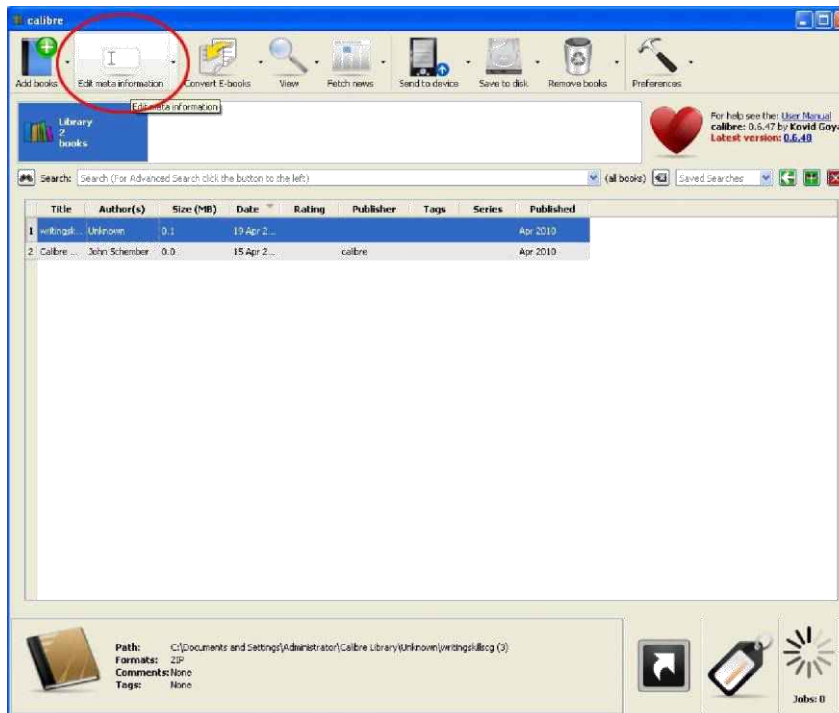 calibre
Add books Edit meta information Convert E-books View Fetch news Send to device Save to disk Remove books Preferences
Edit meta information
Library
2
books
For help see the: User Manual
calibre: 0.6.47 by Kovid Goya
Latest version: 0.6.48
Search: Search (For Advanced Search click the button to the left) (all books) Saved Searches
Title Author(s) Size (MB) Date Rating Publisher Tags Series Published
1 writingsk... Unknown 0.1 19 Apr 2... Apr 2010
2 Calibre ... John Schember 0.0 15 Apr 2... calibre Apr 2010
Path: C:\Documents and Settings\Administrator\Calibre Library\Unknown\writingskillscg (3)
Formats: ZIP
Comments: None
Tags: None
Jobs: 0